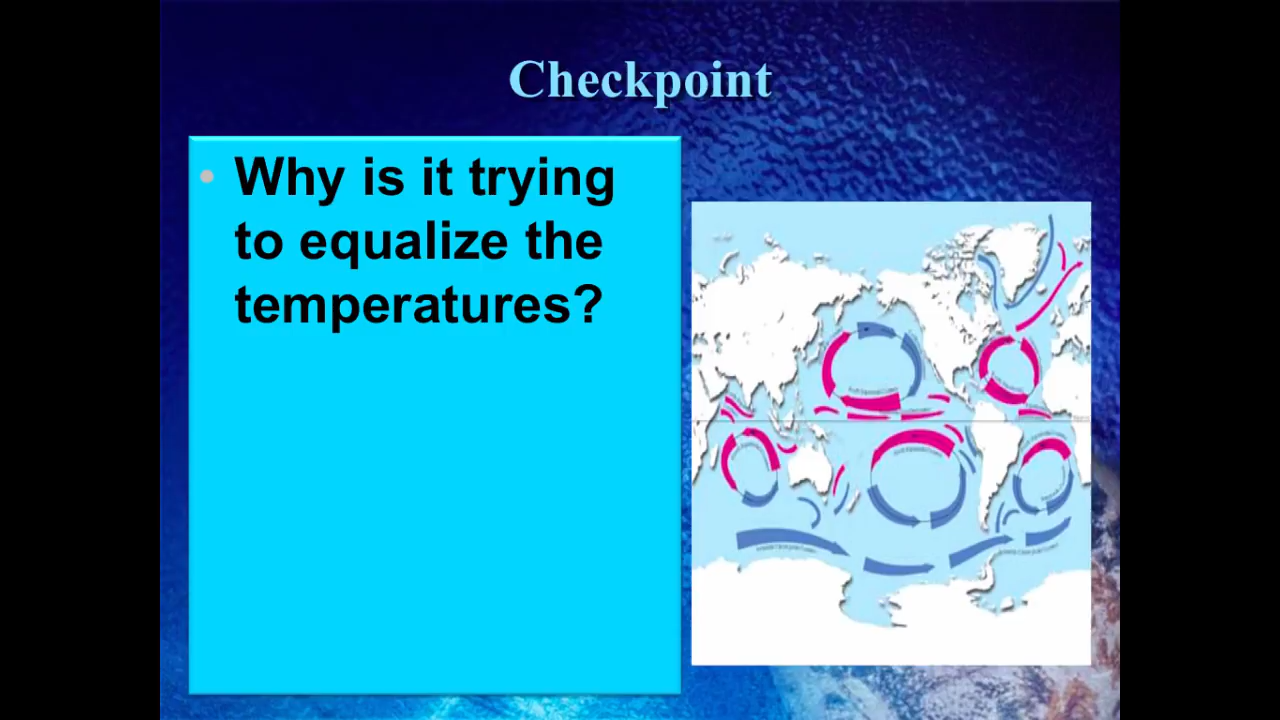 Checkpoint
• Why is it trying
to equalize the
temperatures?